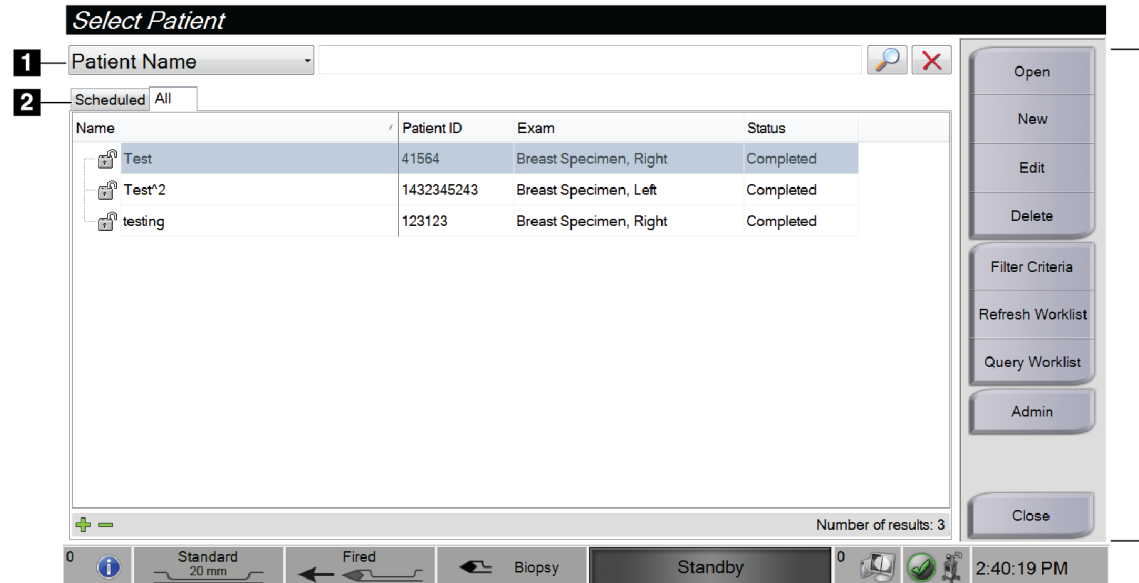 Select Patient
1 Patient Name
2 Scheduled All
Name Patient ID Exam Status
Test 41564 Breast Specimen, Right Completed
Test^2 1432345243 Breast Specimen, Left Completed
testing 123123 Breast Specimen, Right Completed
Number of results: 3
Open
New
Edit
Delete
Filter Criteria
Refresh Worklist
Query Worklist
Admin
Close
0 Standard 20 mm Fired Biopsy Standby 0 2:40:19 PM